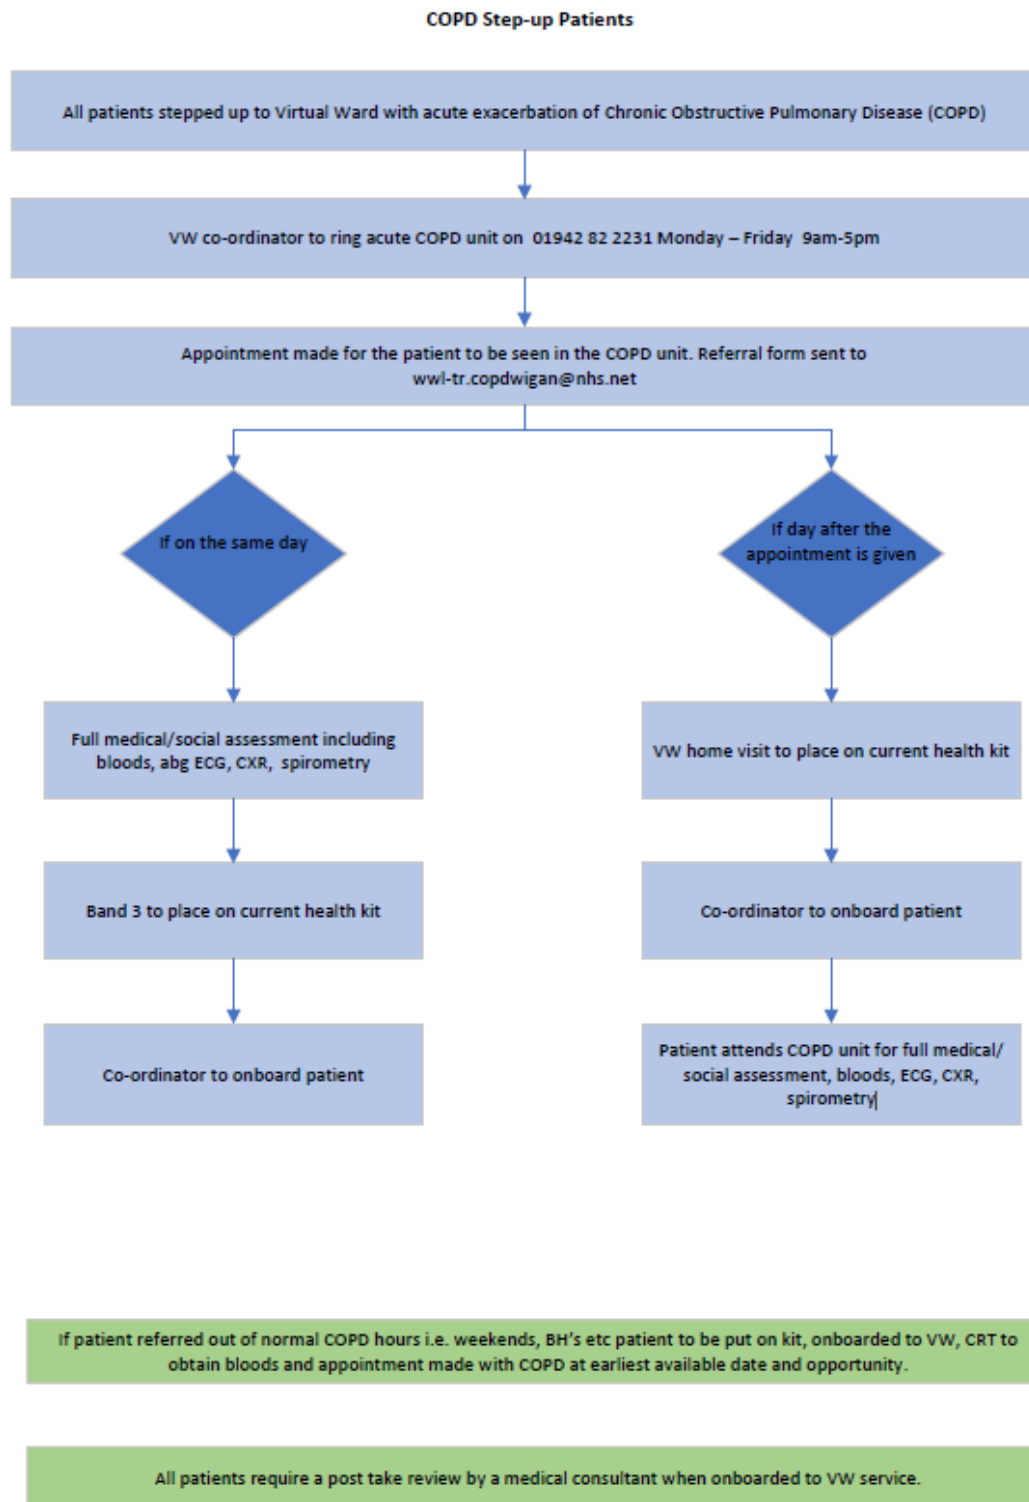 COPD Step-up Patients
All patients stepped up to Virtual Ward with acute exacerbation of Chronic Obstructive Pulmonary Disease (COPD)
VW co-ordinator to ring acute COPD unit on 01942 82 2231 Monday – Friday 9am-5pm
Appointment made for the patient to be seen in the COPD unit. Referral form sent to
wwl-tr.copdwigan@nhs.net
If on the same day
If day after the
appointment is given
Full medical/social assessment including
bloods, abg ECG, CXR, spirometry
VW home visit to place on current health kit
Band 3 to place on current health kit
Co-ordinator to onboard patient
Co-ordinator to onboard patient
Patient attends COPD unit for full medical/
social assessment, bloods, ECG, CXR,
spirometry
If patient referred out of normal COPD hours i.e. weekends, BH's etc patient to be put on kit, onboarded to VW, CRT to
obtain bloods and appointment made with COPD at earliest available date and opportunity.
All patients require a post take review by a medical consultant when onboarded to VW service.